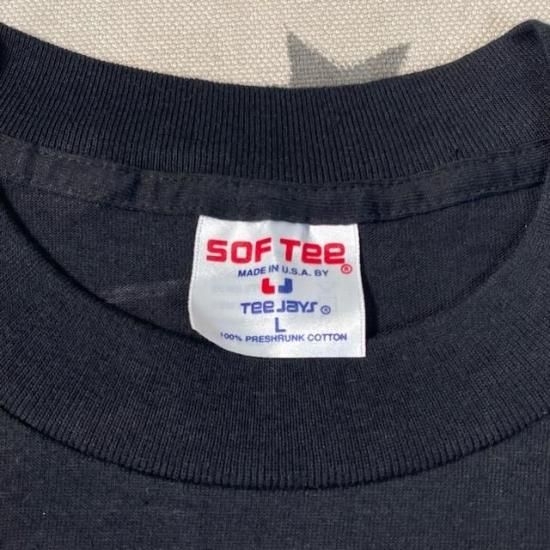 SOF TEE®
MADE IN U.S.A. BY
TEE JAYS®
L
100% PRESHRUNK COTTON